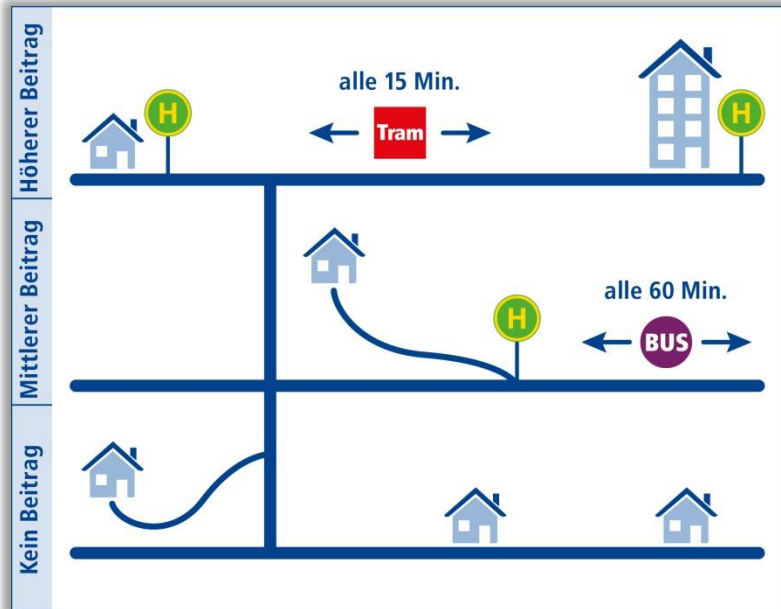 Höherer Beitrag
alle 15 Min.
H
Tram
H
Mittlerer Beitrag
alle 60 Min.
H
BUS
Kein Beitrag